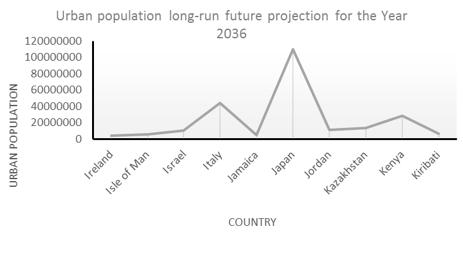 Urban population long-run future projection for the Year
2036
120000000
100000000
80000000
60000000
40000000
20000000
0
URBAN POPULATION
Ireland
Isle of Man
Israel
Italy
Jamaica
Japan
Jordan
Kazakhstan
Kenya
Kiribati
COUNTRY